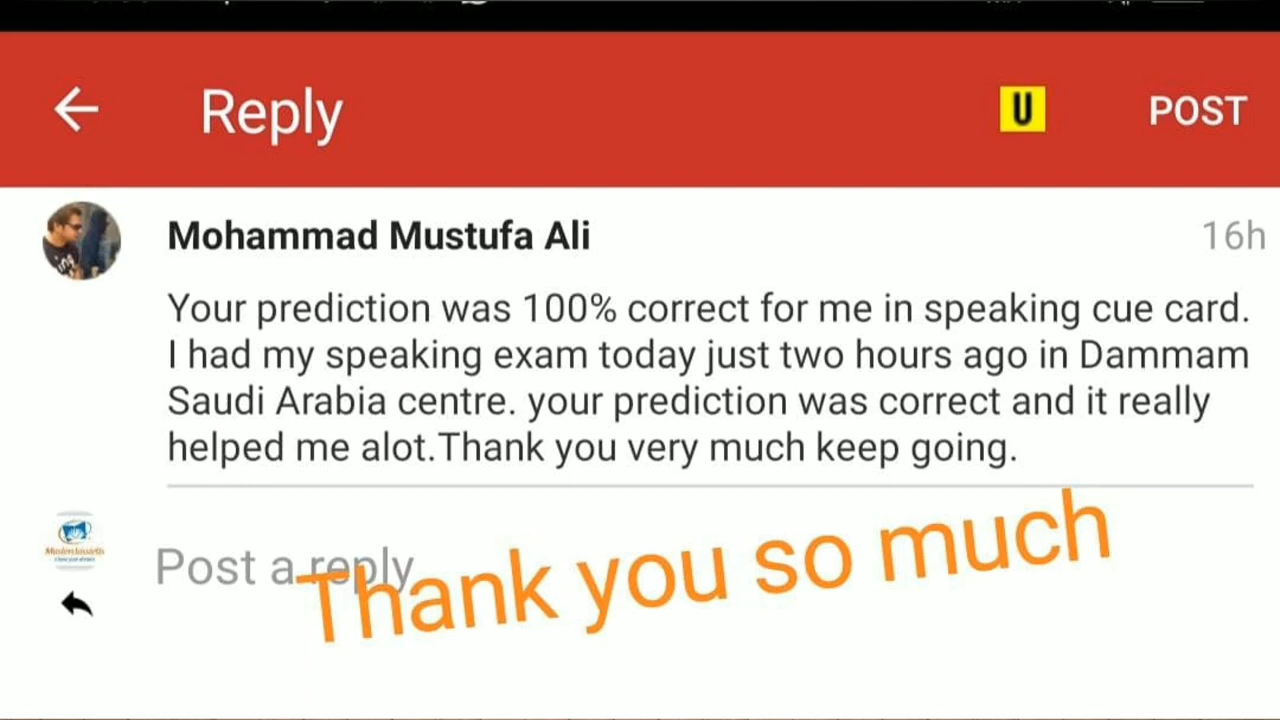 Reply
U
POST
Mohammad Mustufa Ali
16h
Your prediction was 100% correct for me in speaking cue card.
I had my speaking exam today just two hours ago in Dammam
Saudi Arabia centre. your prediction was correct and it really
helped me alot.Thank you very much keep going.
Post a reply
Thank you so much